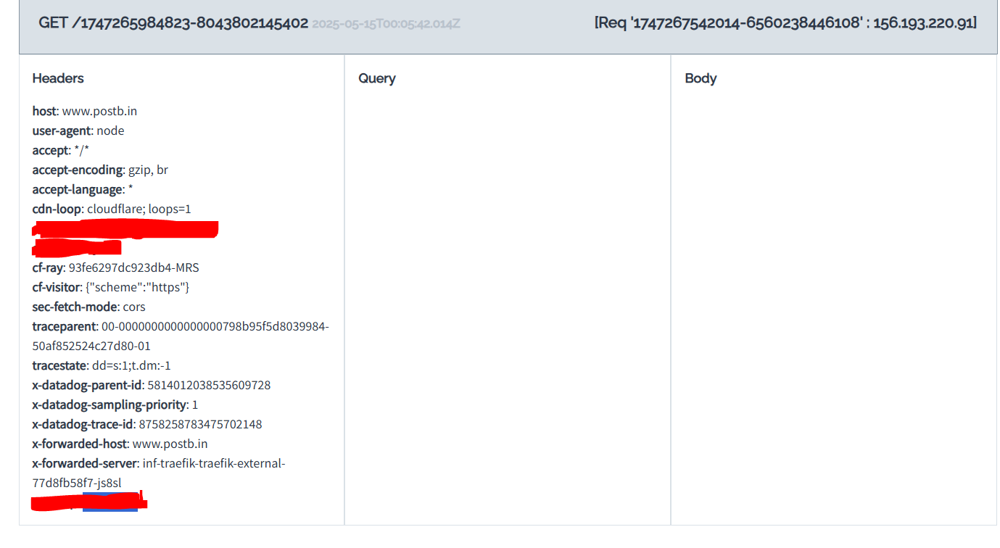 GET /1747265984823-8043802145402 2025-05-15T00:05:42.014Z [Req '1747267542014-6560238446108' : 156.193.220.91]
Headers
Query
Body
host: www.postb.in
user-agent: node
accept: */*
accept-encoding: gzip, br
accept-language: *
cdn-loop: cloudflare; loops=1
cf-ray: 93fe6297dc923db4-MRS
cf-visitor: {"scheme":"https"}
sec-fetch-mode: cors
traceparent: 00-0000000000000000798b95f5d8039984-
50af852524c27d80-01
tracestate: dd=s:1;t.dm:-1
x-datadog-parent-id: 5814012038535609728
x-datadog-sampling-priority: 1
x-datadog-trace-id: 8758258783475702148
x-forwarded-host: www.postb.in
x-forwarded-server: inf-traefik-traefik-external-
77d8fb58f7-js8sl